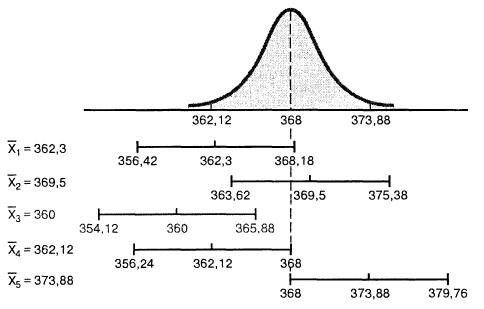 362,12 368 373,88
X̄₁ = 362,3
356,42 362,3 368,18
X̄₂ = 369,5
363,62 369,5 375,38
X̄₃ = 360
354,12 360 365,88
X̄₄ = 362,12
356,24 362,12 368
X̄₅ = 373,88
368 373,88 379,76